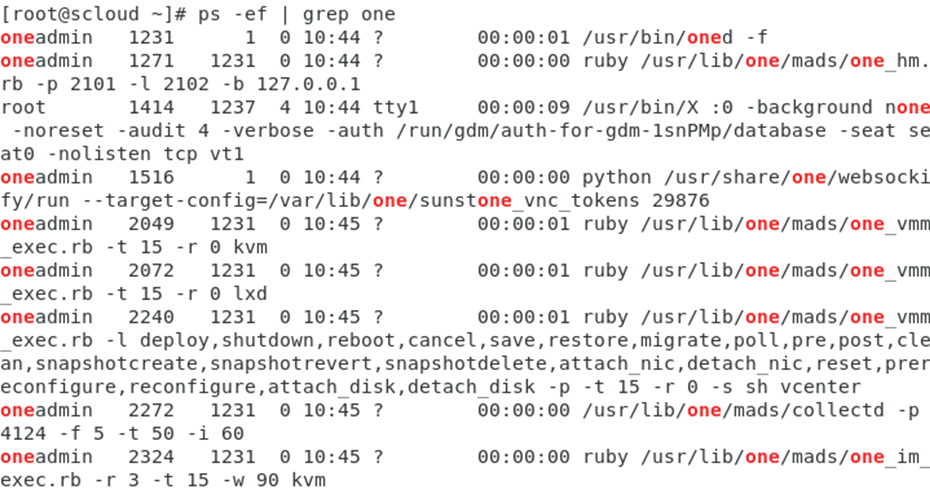 [root@scloud ~]# ps -ef | grep one
oneadmin   1231      1  0 10:44 ?        00:00:01 /usr/bin/oned -f
oneadmin   1271   1231  0 10:44 ?        00:00:00 ruby /usr/lib/one/mads/one_hm.
rb -p 2101 -l 2102 -b 127.0.0.1
root       1414   1237  4 10:44 tty1     00:00:09 /usr/bin/X :0 -background none
 -noreset -audit 4 -verbose -auth /run/gdm/auth-for-gdm-1snPMp/database -seat se
at0 -nolisten tcp vt1
oneadmin   1516      1  0 10:44 ?        00:00:00 python /usr/share/one/websocki
fy/run --target-config=/var/lib/one/sunstone_vnc_tokens 29876
oneadmin   2049   1231  0 10:45 ?        00:00:01 ruby /usr/lib/one/mads/one_vmm
_exec.rb -t 15 -r 0 kvm
oneadmin   2072   1231  0 10:45 ?        00:00:01 ruby /usr/lib/one/mads/one_vmm
_exec.rb -t 15 -r 0 lxd
oneadmin   2240   1231  0 10:45 ?        00:00:01 ruby /usr/lib/one/mads/one_vmm
_exec.rb -l deploy,shutdown,reboot,cancel,save,restore,migrate,poll,pre,post,cle
an,snapshotcreate,snapshotrevert,snapshotdelete,attach_nic,detach_nic,reset,prer
econfigure,reconfigure,attach_disk,detach_disk -p -t 15 -r 0 -s sh vcenter
oneadmin   2272   1231  0 10:45 ?        00:00:00 /usr/lib/one/mads/collectd -p
4124 -f 5 -t 50 -i 60
oneadmin   2324   1231  0 10:45 ?        00:00:00 ruby /usr/lib/one/mads/one_im_
exec.rb -r 3 -t 15 -w 90 kvm